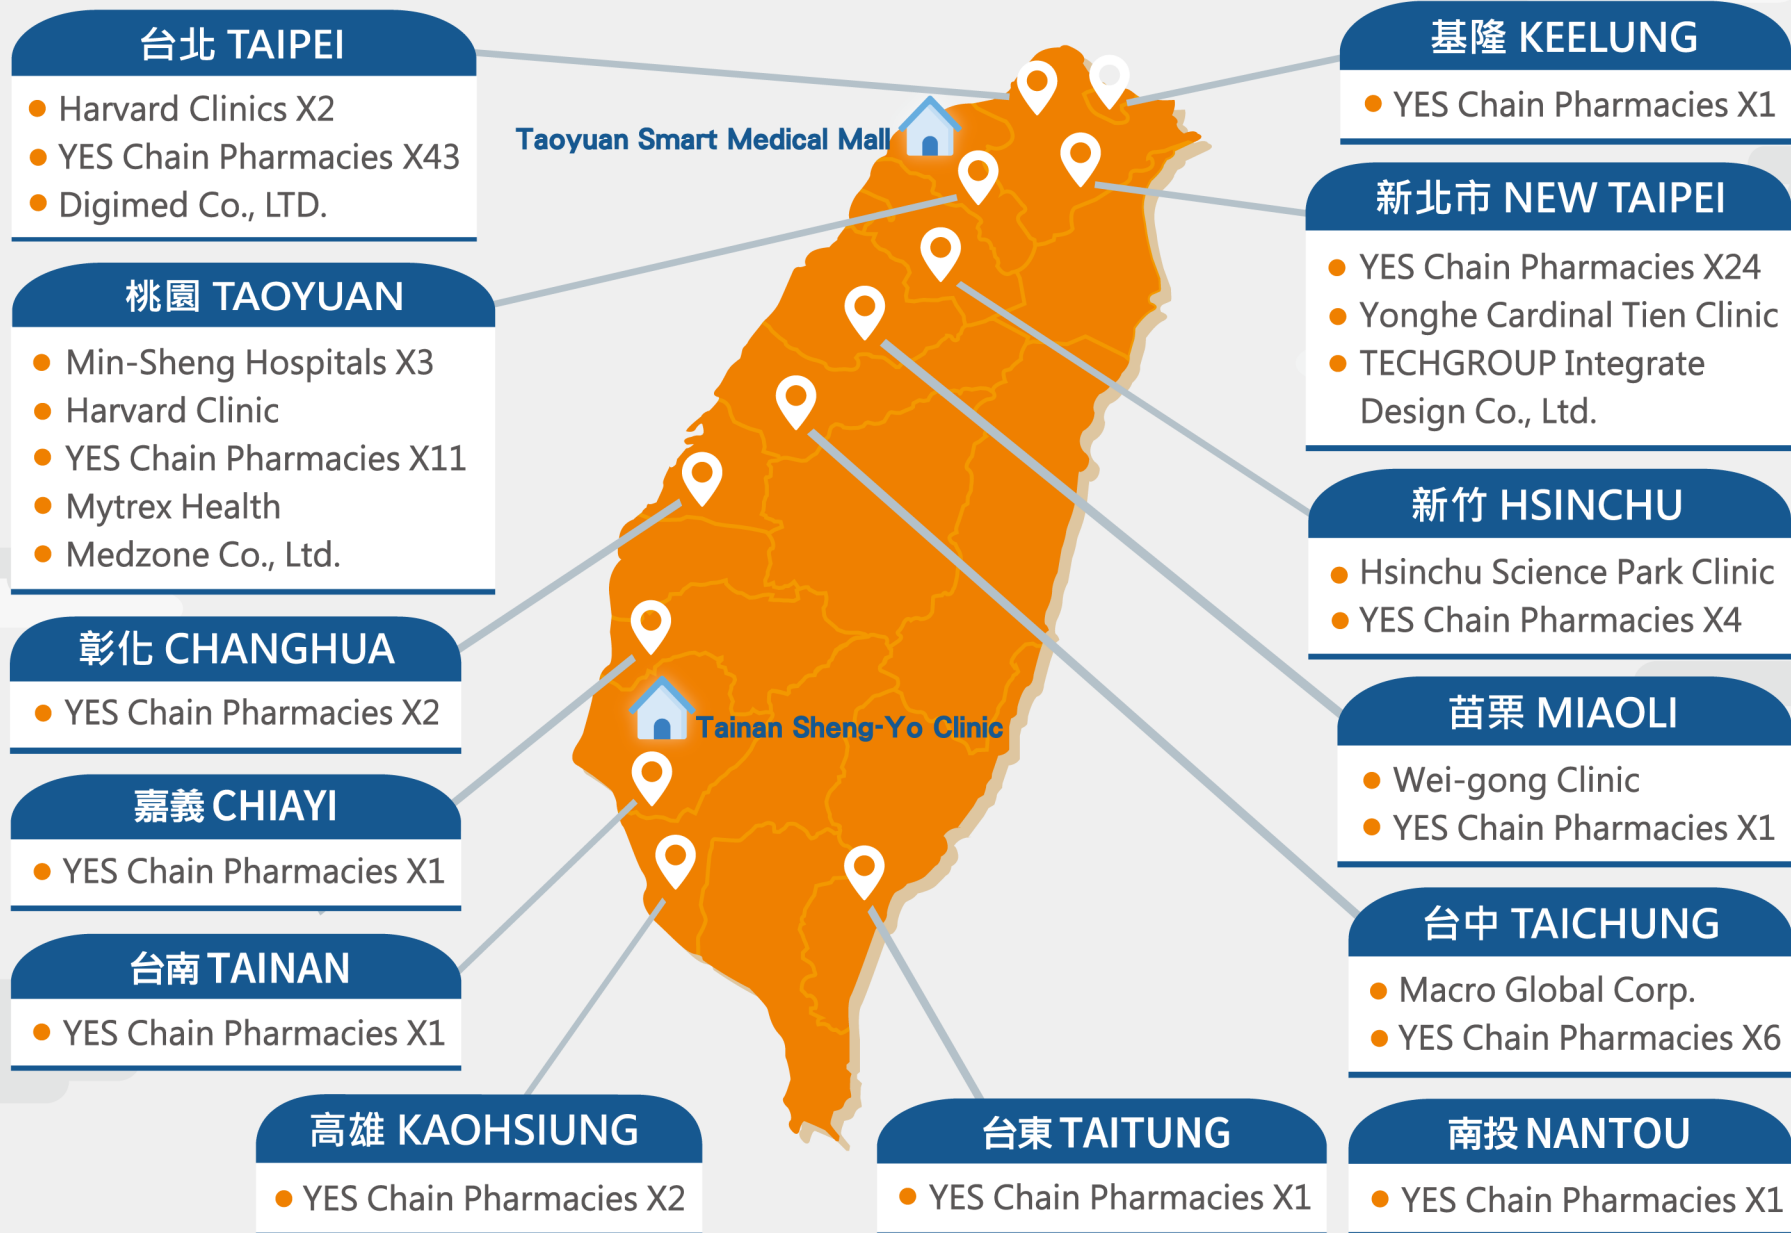 台北 TAIPEI
Harvard Clinics X2
YES Chain Pharmacies X43
Digimed Co., LTD.
桃園 TAOYUAN
Min-Sheng Hospitals X3
Harvard Clinic
YES Chain Pharmacies X11
Mytrex Health
Medzone Co., Ltd.
彰化 CHANGHUA
YES Chain Pharmacies X2
嘉義 CHIAYI
YES Chain Pharmacies X1
台南 TAINAN
YES Chain Pharmacies X1
高雄 KAOHSIUNG
YES Chain Pharmacies X2
Taoyuan Smart Medical Mall
Tainan Sheng-Yo Clinic
台東 TAITUNG
YES Chain Pharmacies X1
基隆 KEELUNG
YES Chain Pharmacies X1
新北市 NEW TAIPEI
YES Chain Pharmacies X24
Yonghe Cardinal Tien Clinic
TECHGROUP Integrate
Design Co., Ltd.
新竹 HSINCHU
Hsinchu Science Park Clinic
YES Chain Pharmacies X4
苗栗 MIAOLI
Wei-gong Clinic
YES Chain Pharmacies X1
台中 TAICHUNG
Macro Global Corp.
YES Chain Pharmacies X6
南投 NANTOU
YES Chain Pharmacies X1